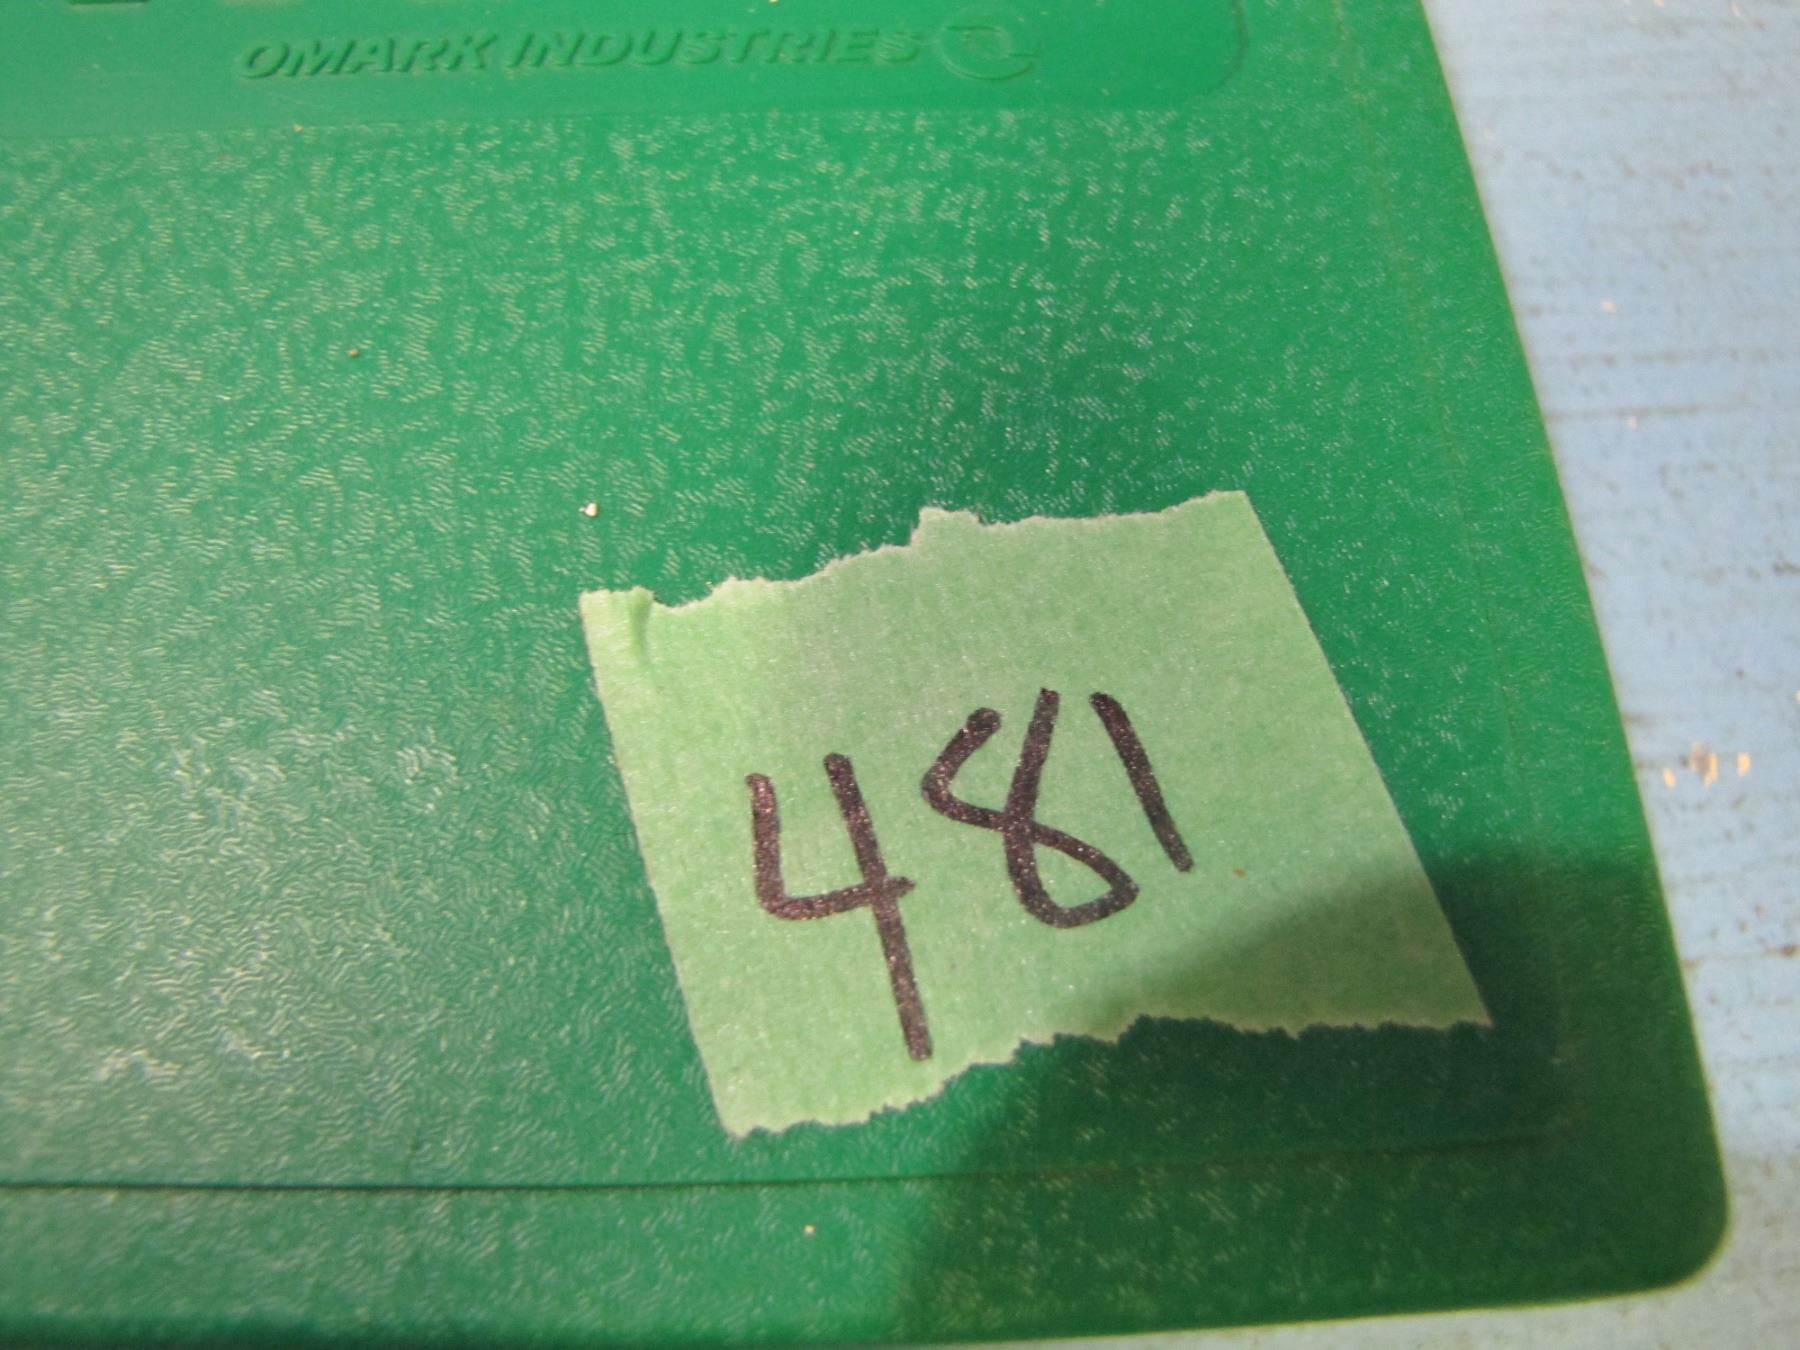 OMARK INDUSTRIES
481